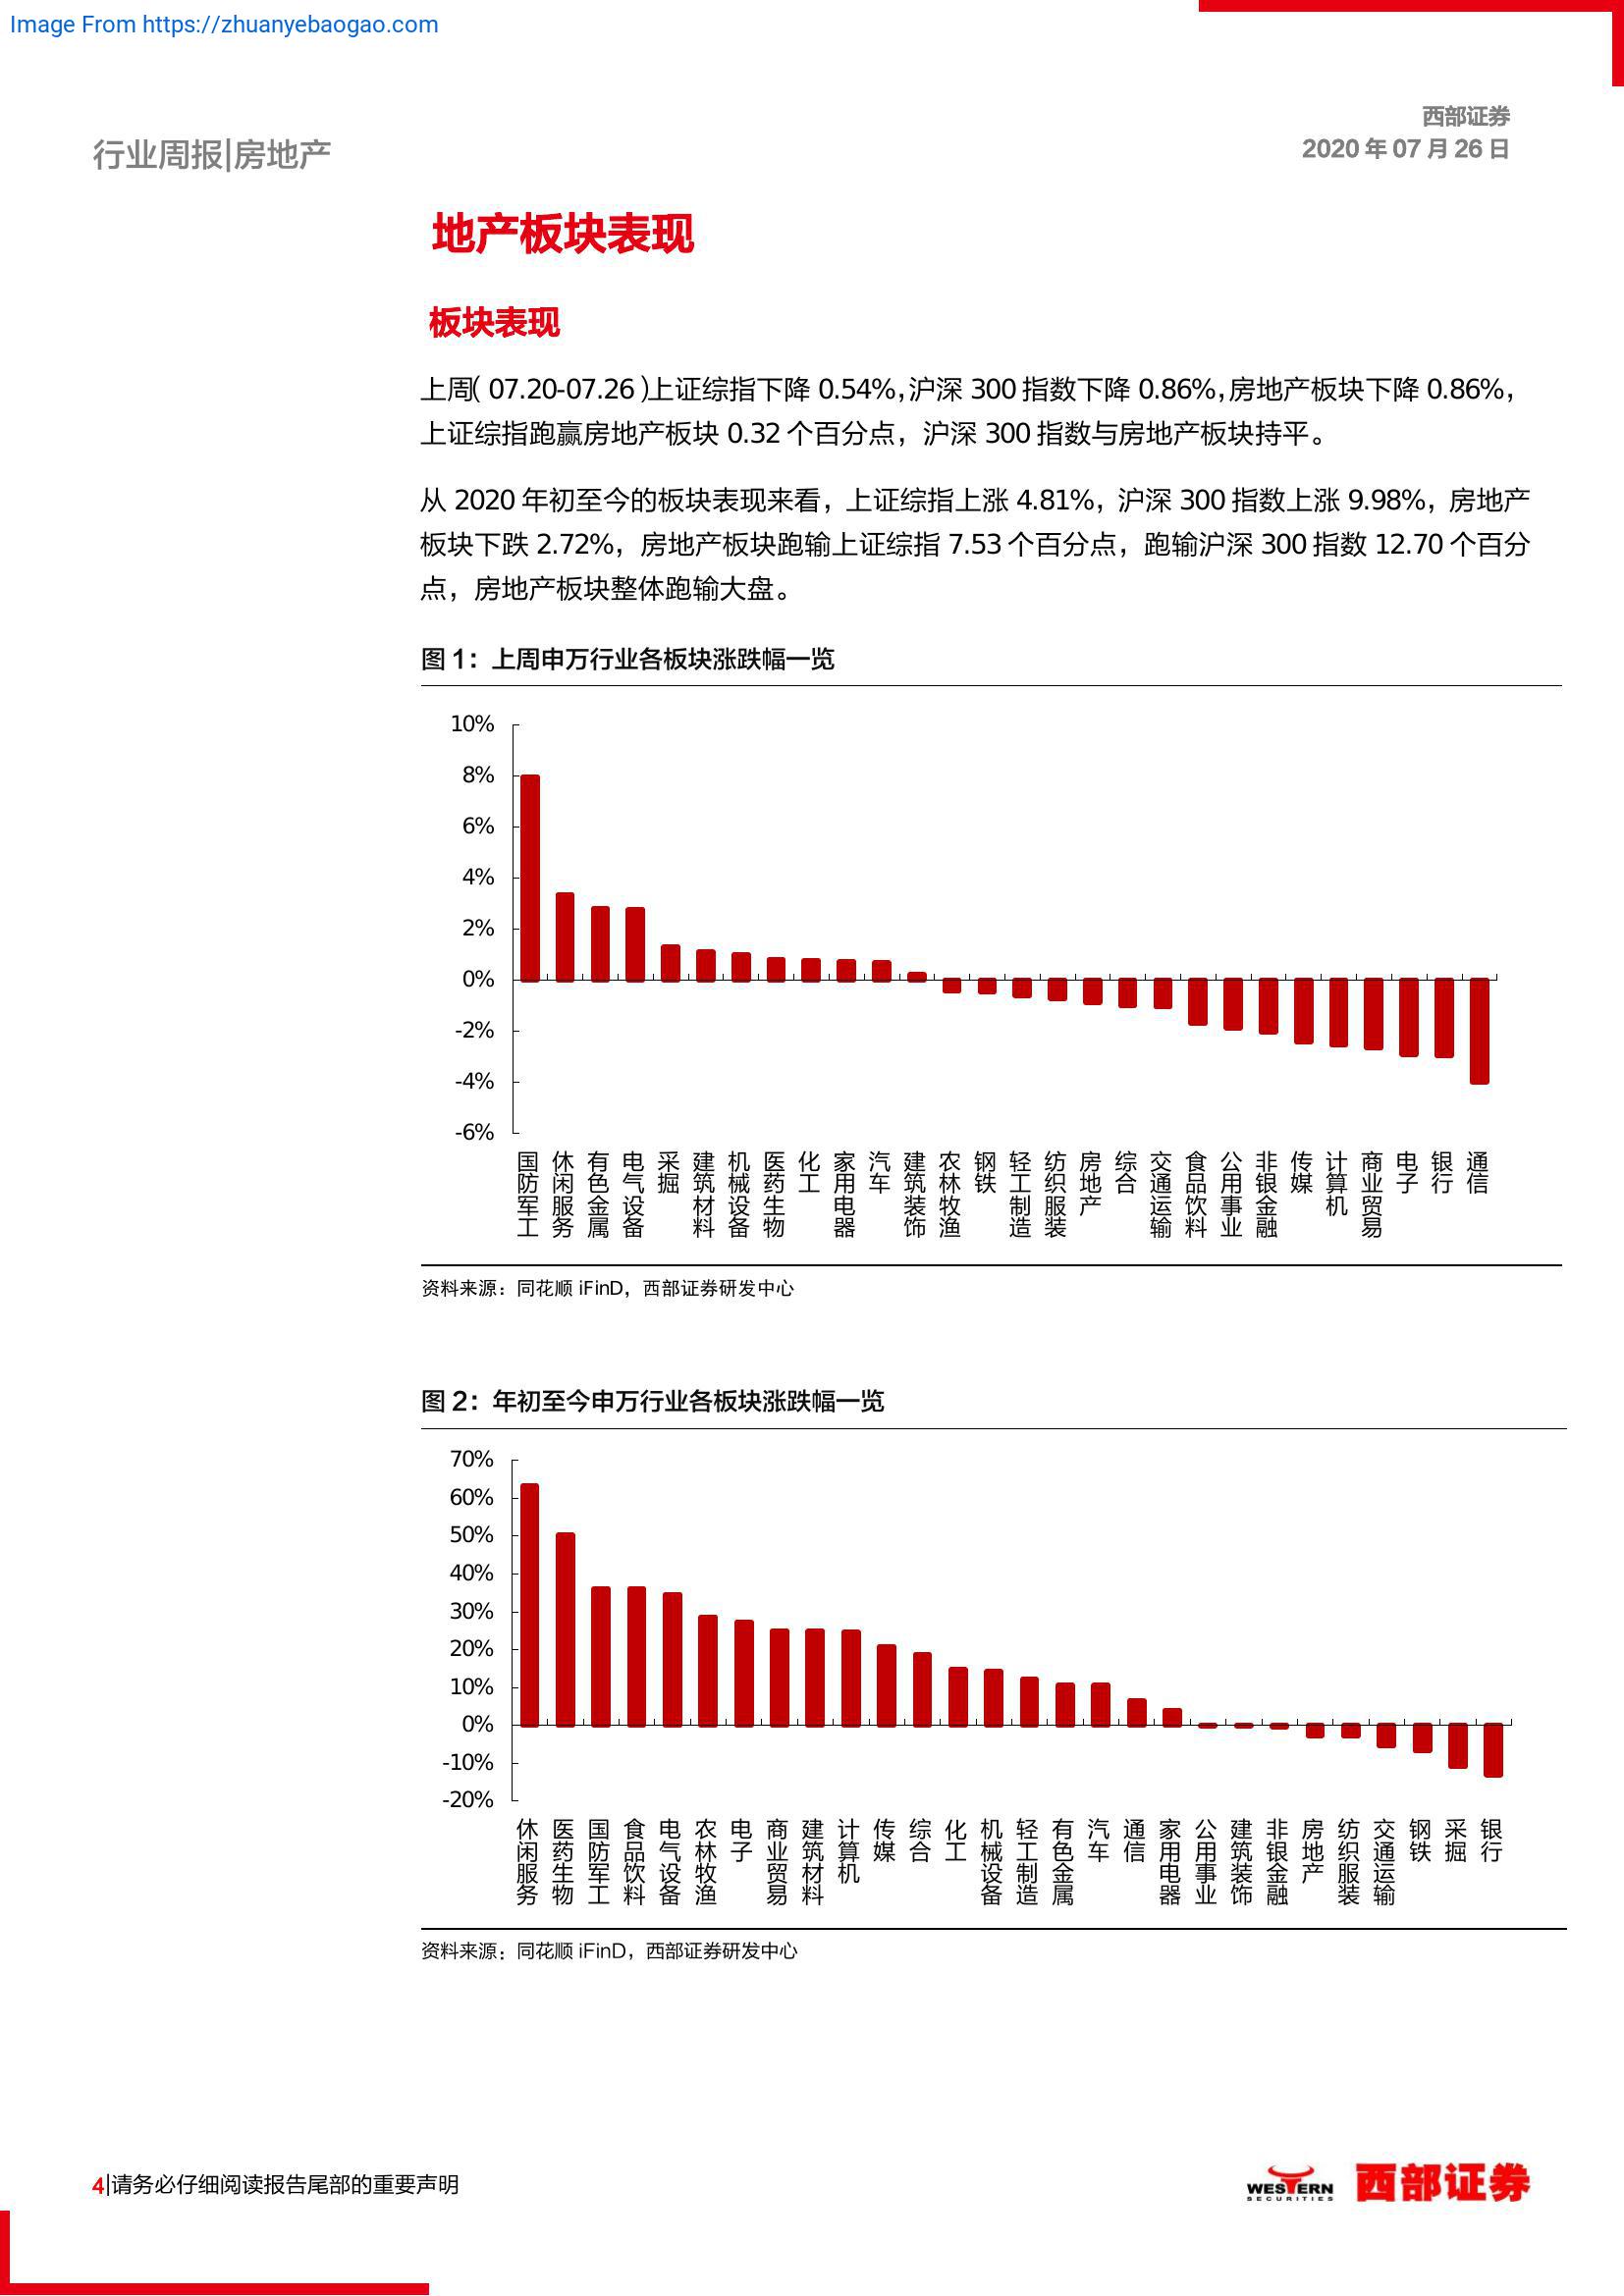 Image From https://zhuanyebaogao.com
西部证券
行业周报|房地产
2020 年 07 月 26 日
地产板块表现
板块表现
上周( 07.20-07.26 )上证综指下降 0.54%,沪深 300 指数下降 0.86%,房地产板块下降 0.86%,
上证综指跑赢房地产板块 0.32 个百分点，沪深 300 指数与房地产板块持平。
从 2020 年初至今的板块表现来看，上证综指上涨 4.81%，沪深 300 指数上涨 9.98%，房地产
板块下跌 2.72%，房地产板块跑输上证综指 7.53 个百分点，跑输沪深 300 指数 12.70 个百分
点，房地产板块整体跑输大盘。
图 1：上周申万行业各板块涨跌幅一览
10%
8%
6%
4%
2%
0%
-2%
-4%
-6%
国防军工
休闲服务
有色金属
电气设备
采掘
建筑材料
机械设备
医药生物
化工
家用电器
汽车
建筑装饰
农林牧渔
钢铁
轻工制造
纺织服装
房地产
综合
交通运输
食品饮料
公用事业
非银金融
传媒
计算机
商业贸易
电子
银行
通信
资料来源：同花顺 iFinD，西部证券研发中心
图 2：年初至今申万行业各板块涨跌幅一览
70%
60%
50%
40%
30%
20%
10%
0%
-10%
-20%
休闲服务
医药生物
国防军工
食品饮料
电气设备
农林牧渔
电子
商业贸易
建筑材料
计算机
传媒
综合
化工
机械设备
轻工制造
有色金属
汽车
通信
家用电器
公用事业
建筑装饰
非银金融
房地产
纺织服装
交通运输
钢铁
采掘
银行
资料来源：同花顺 iFinD，西部证券研发中心
4|请务必仔细阅读报告尾部的重要声明
WESTERN
SECURITIES
西部证券